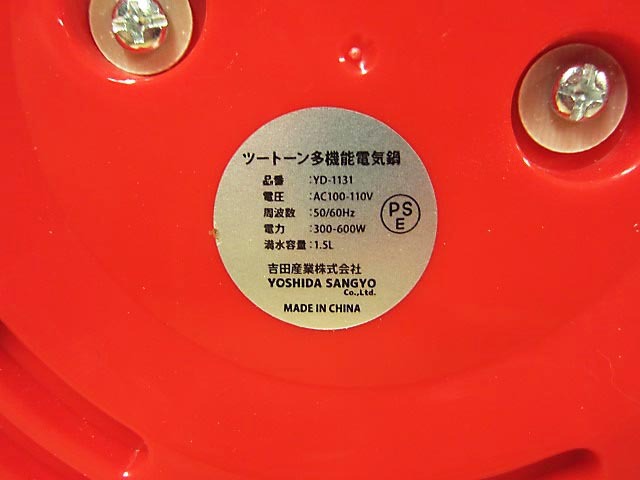 ツートーン多機能電気鍋
品番 :YD-1131
電圧 :AC100-110V
周波数 :50/60Hz
電力 :300-600W
満水容量:1.5L
PS
E
吉田産業株式会社
YOSHIDA SANGYO
Co.,Ltd.
MADE IN CHINA